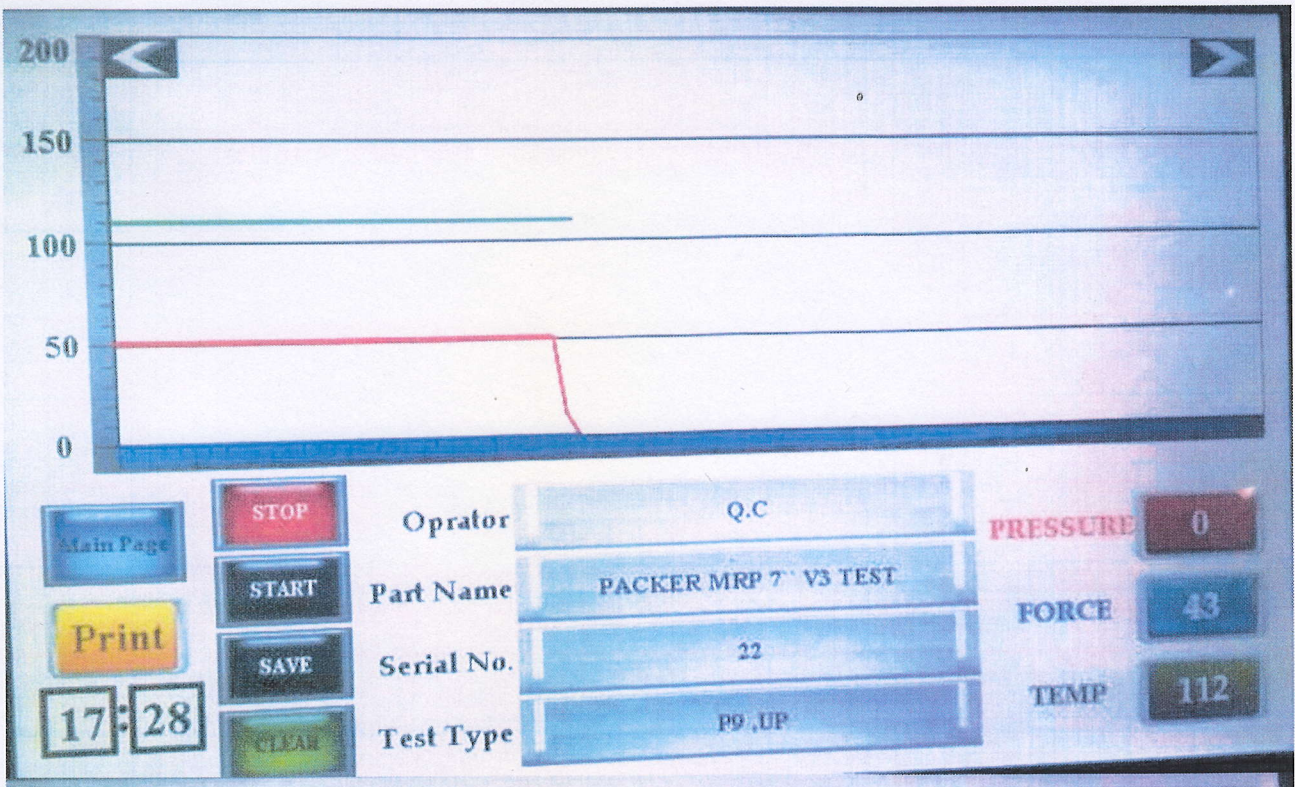 200
150
100
50
0
Main Page
Print
17:28
STOP
START
SAVE
CLEAR
Oprator Q.C
Part Name PACKER MRP 7`` V3 TEST
Serial No. 22
Test Type P9 ,UP
PRESSURE 0
FORCE 43
TEMP 112